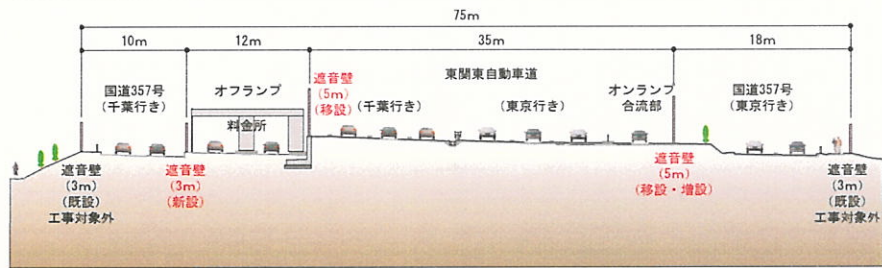 75m
10m
12m
35m
18m
国道357号
(千葉行き)
オフランプ
料金所
遮音壁
(5m)
(移設)
東関東自動車道
(千葉行き)
(東京行き)
オンランプ
合流部
国道357号
(東京行き)
遮音壁
(3m)
(既設)
工事対象外
遮音壁
(3m)
(新設)
遮音壁
(5m)
(移設・増設)
遮音壁
(3m)
(既設)
工事対象外